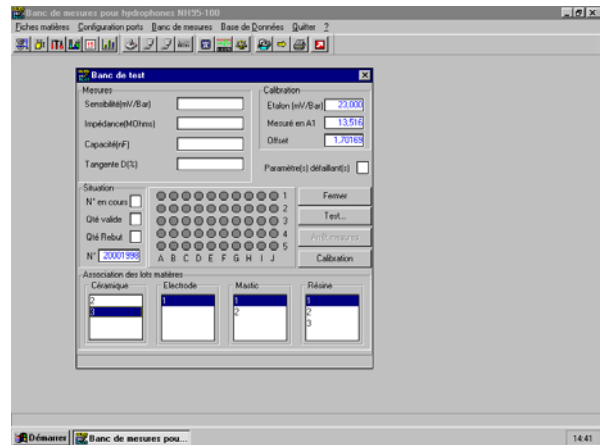 Banc de mesures pour hydrophones NH95-100
Fiches matières Configuration ports Banc de mesures Base de Données Quitter ?
Banc de test
Mesures
Sensibilité(mV/Bar)
Impédance(MOhms)
Capacité(nF)
Tangente D(%)
Calibration
Etalon (mV/Bar) 23,000
Mesuré en A1 13,516
Offset 1,70169
Paramètre(s) défaillant(s)
Situation
N° en cours
Qté valide
Qté Rebut
N° 20001998
1
2
3
4
5
A B C D E F G H I J
Fermer
Test...
Arrêt mesures
Calibration
Association des lots matières
Céramique
2
3
Electrode
1
Mastic
1
2
Résine
1
2
3
Démarrer
Banc de mesures pou...
14:41